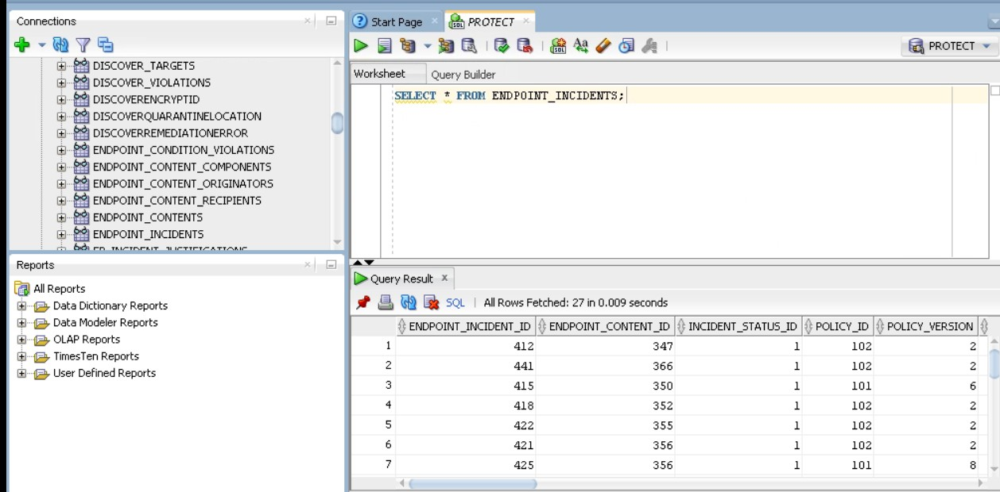 Connections
DISCOVER_TARGETS
DISCOVER_VIOLATIONS
DISCOVERENCRYPTID
DISCOVERQUARANTINELOCATION
DISCOVERREMEDIATIONERROR
ENDPOINT_CONDITION_VIOLATIONS
ENDPOINT_CONTENT_COMPONENTS
ENDPOINT_CONTENT_ORIGINATORS
ENDPOINT_CONTENT_RECIPIENTS
ENDPOINT_CONTENTS
ENDPOINT_INCIDENTS
Reports
All Reports
Data Dictionary Reports
Data Modeler Reports
OLAP Reports
TimesTen Reports
User Defined Reports
Start Page PROTECT
PROTECT
Worksheet Query Builder
SELECT * FROM ENDPOINT_INCIDENTS;
Query Result
SQL | All Rows Fetched: 27 in 0.009 seconds
ENDPOINT_INCIDENT_ID ENDPOINT_CONTENT_ID INCIDENT_STATUS_ID POLICY_ID POLICY_VERSION
1 412 347 1 102 2
2 441 366 1 102 2
3 415 350 1 101 6
4 418 352 1 102 2
5 422 355 1 102 2
6 421 356 1 102 2
7 425 356 1 101 8